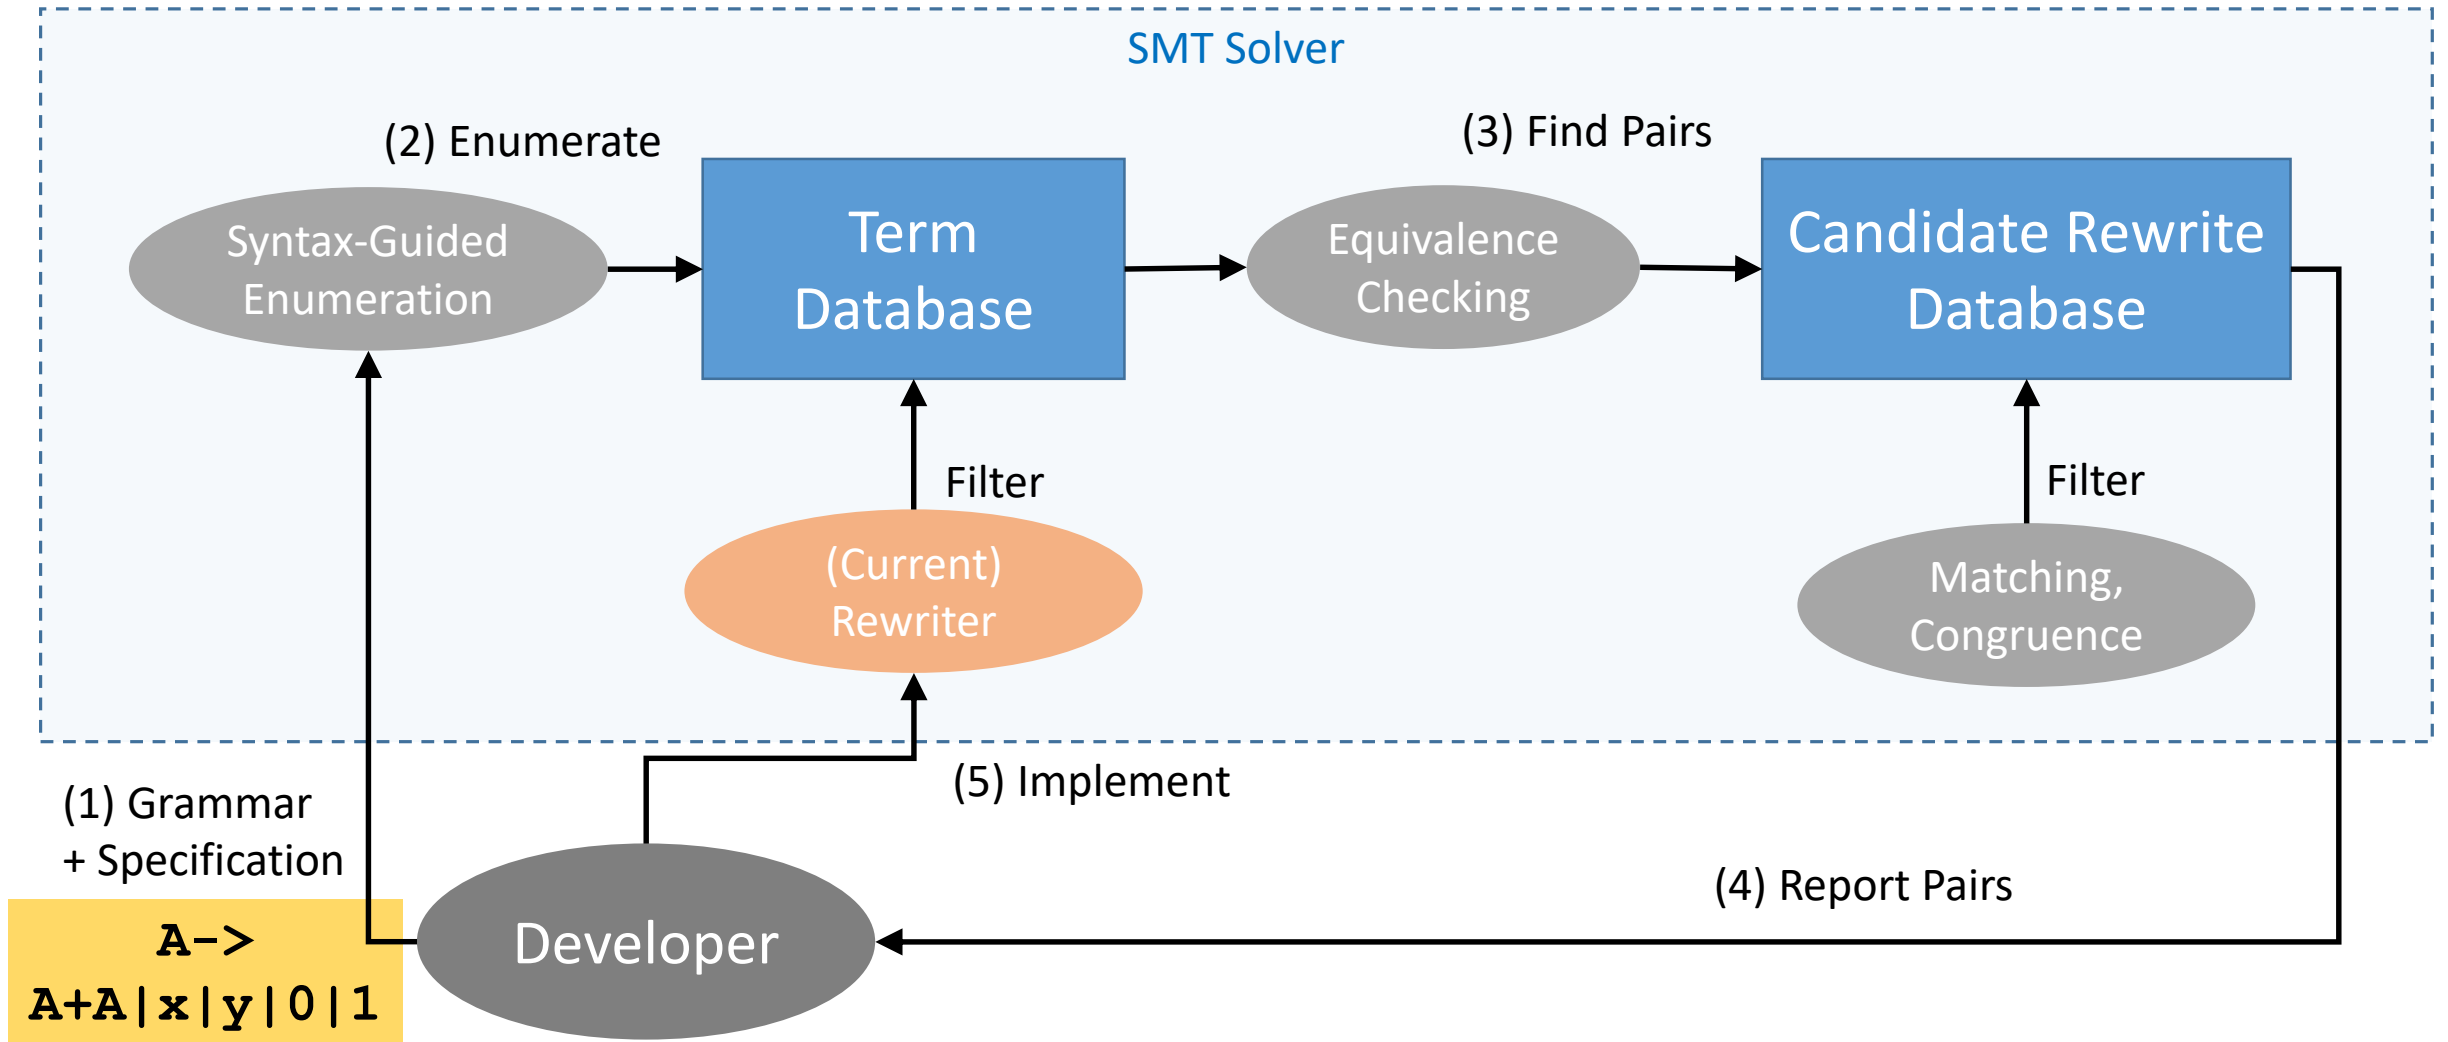 SMT Solver
(2) Enumerate
(3) Find Pairs
Syntax-Guided
Enumeration
Term
Database
Equivalence
Checking
Candidate Rewrite
Database
Filter
Filter
(Current)
Rewriter
Matching,
Congruence
(5) Implement
(1) Grammar
+ Specification
(4) Report Pairs
A->
A+A|x|y|0|1
Developer